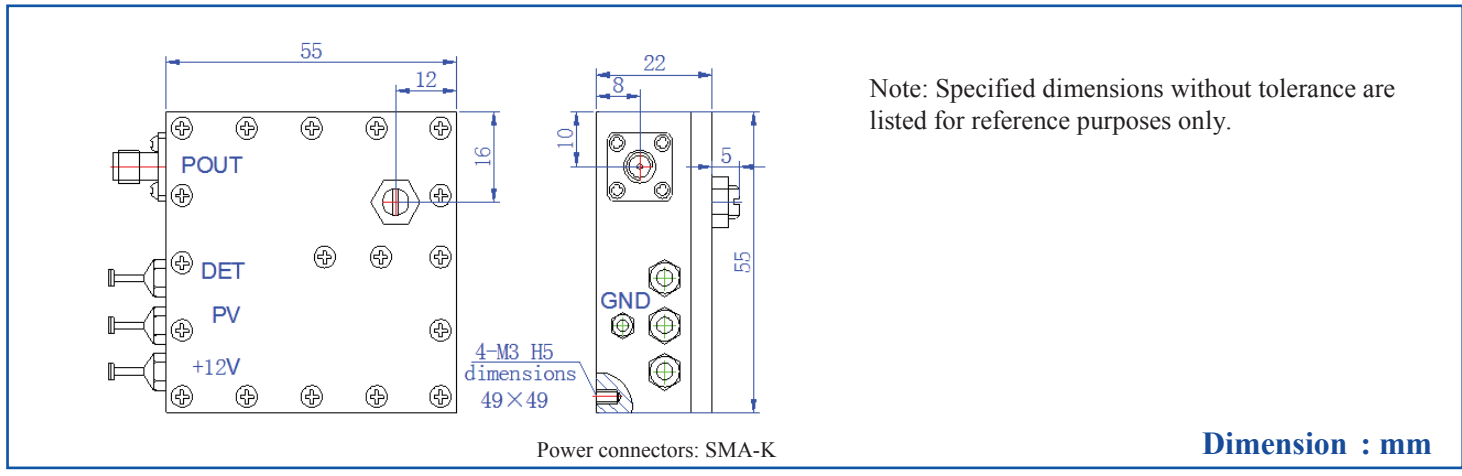 55
12
16
POUT
DET
PV
+12V
22
8
10
5
55
GND
4-M3 H5
dimensions
49×49
Note: Specified dimensions without tolerance are
listed for reference purposes only.
Power connectors: SMA-K
Dimension : mm